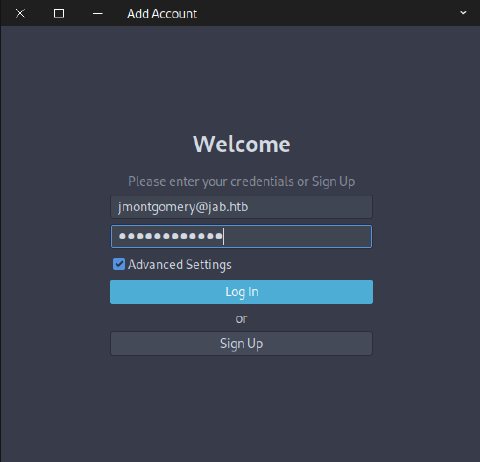 Add Account
Welcome
Please enter your credentials or Sign Up
jmontgomery@jab.htb
●●●●●●●●●●●●
Advanced Settings
Log In
or
Sign Up